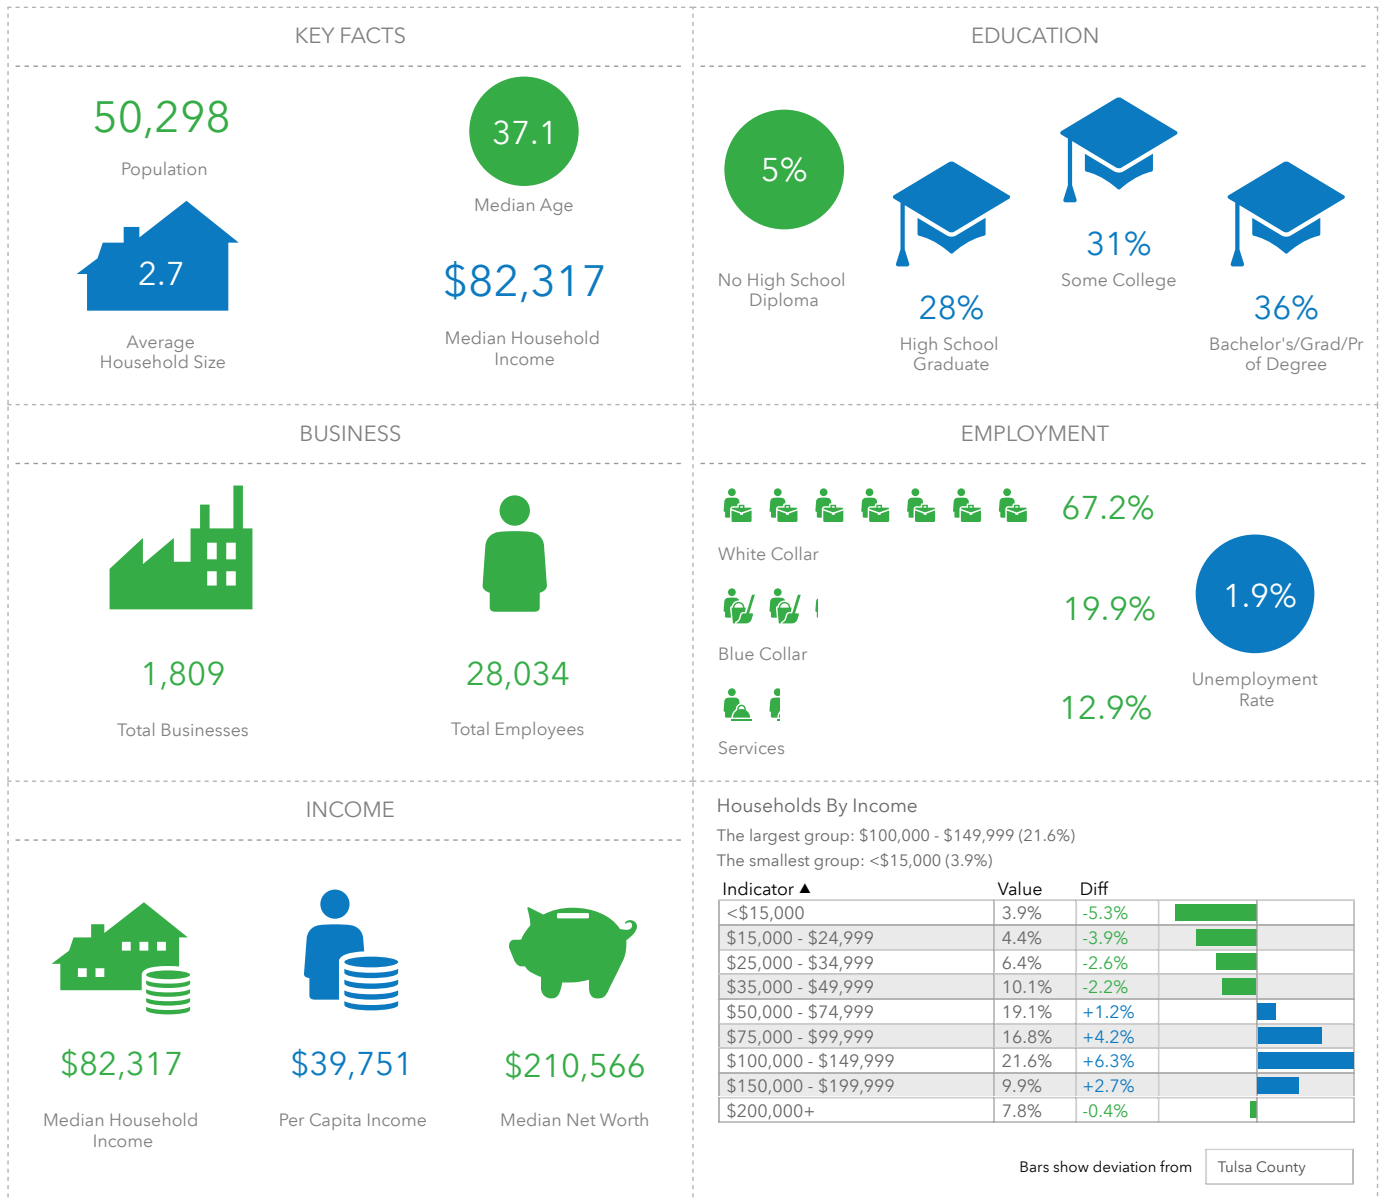 KEY FACTS
50,298
Population
37.1
Median Age
2.7
Average
Household Size
$82,317
Median Household
Income
EDUCATION
5%
No High School
Diploma
28%
High School
Graduate
31%
Some College
36%
Bachelor's/Grad/Pr
of Degree
BUSINESS
1,809
Total Businesses
28,034
Total Employees
EMPLOYMENT
67.2%
White Collar
19.9%
Blue Collar
12.9%
Services
1.9%
Unemployment
Rate
INCOME
$82,317
Median Household
Income
$39,751
Per Capita Income
$210,566
Median Net Worth
Households By Income
The largest group: $100,000 - $149,999 (21.6%)
The smallest group: <$15,000 (3.9%)
Indicator ▲ Value Diff
<$15,000 3.9% -5.3%
$15,000 - $24,999 4.4% -3.9%
$25,000 - $34,999 6.4% -2.6%
$35,000 - $49,999 10.1% -2.2%
$50,000 - $74,999 19.1% +1.2%
$75,000 - $99,999 16.8% +4.2%
$100,000 - $149,999 21.6% +6.3%
$150,000 - $199,999 9.9% +2.7%
$200,000+ 7.8% -0.4%
Bars show deviation from Tulsa County